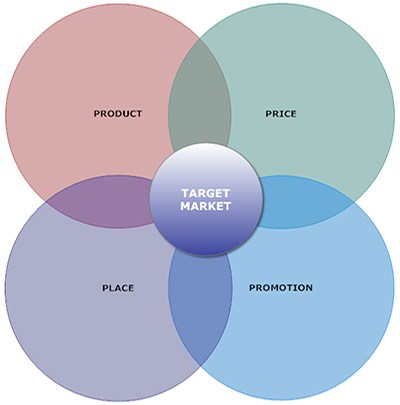 PRODUCT
PRICE
TARGET
MARKET
PLACE
PROMOTION